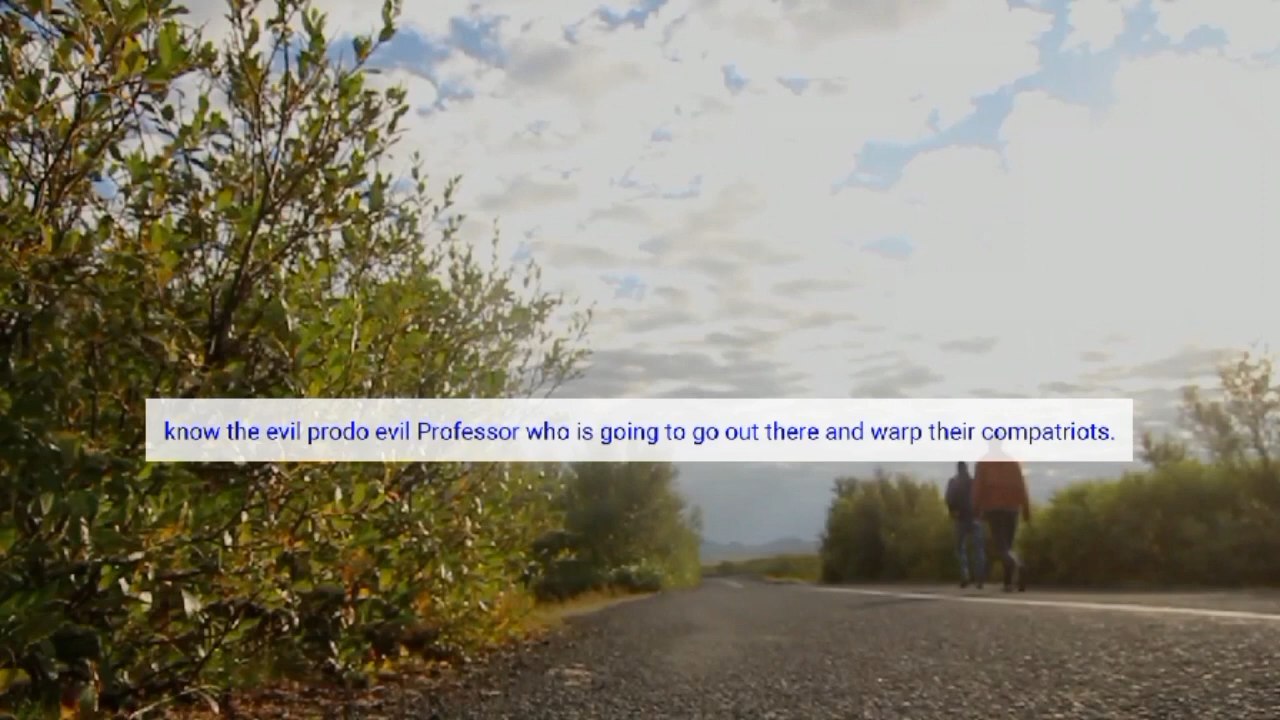 know the evil prodo evil Professor who is going to go out there and warp their compatriots.